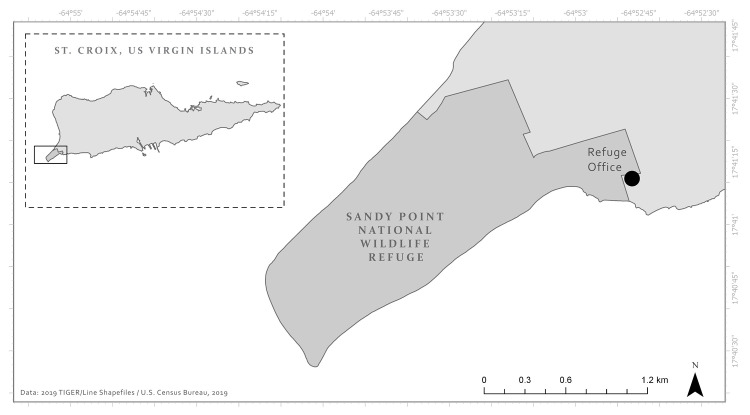 -64°55' -64°54'45" -64°54'30" -64°54'15" -64°54' -64°53'45" -64°53'30" -64°53'15" -64°53' -64°52'45" -64°52'30"
ST. CROIX, US VIRGIN ISLANDS
17°41'45"
17°41'30"
17°41'15"
17°41'
17°40'45"
17°40'30"
Refuge
Office
SANDY POINT
NATIONAL
WILDLIFE
REFUGE
Data: 2019 TIGER/Line Shapefiles / U.S. Census Bureau, 2019
0 0.3 0.6 1.2 km
N